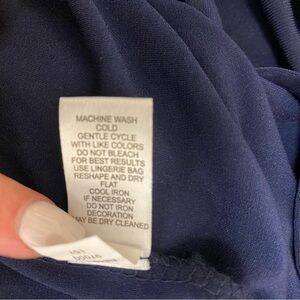 MACHINE WASH
COLD
GENTLE CYCLE
WITH LIKE COLORS
DO NOT BLEACH
FOR BEST RESULTS
USE LINGERIE BAG
RESHAPE AND DRY
FLAT
COOL IRON
IF NECESSARY
DO NOT IRON
DECORATION
MAY BE DRY CLEANED